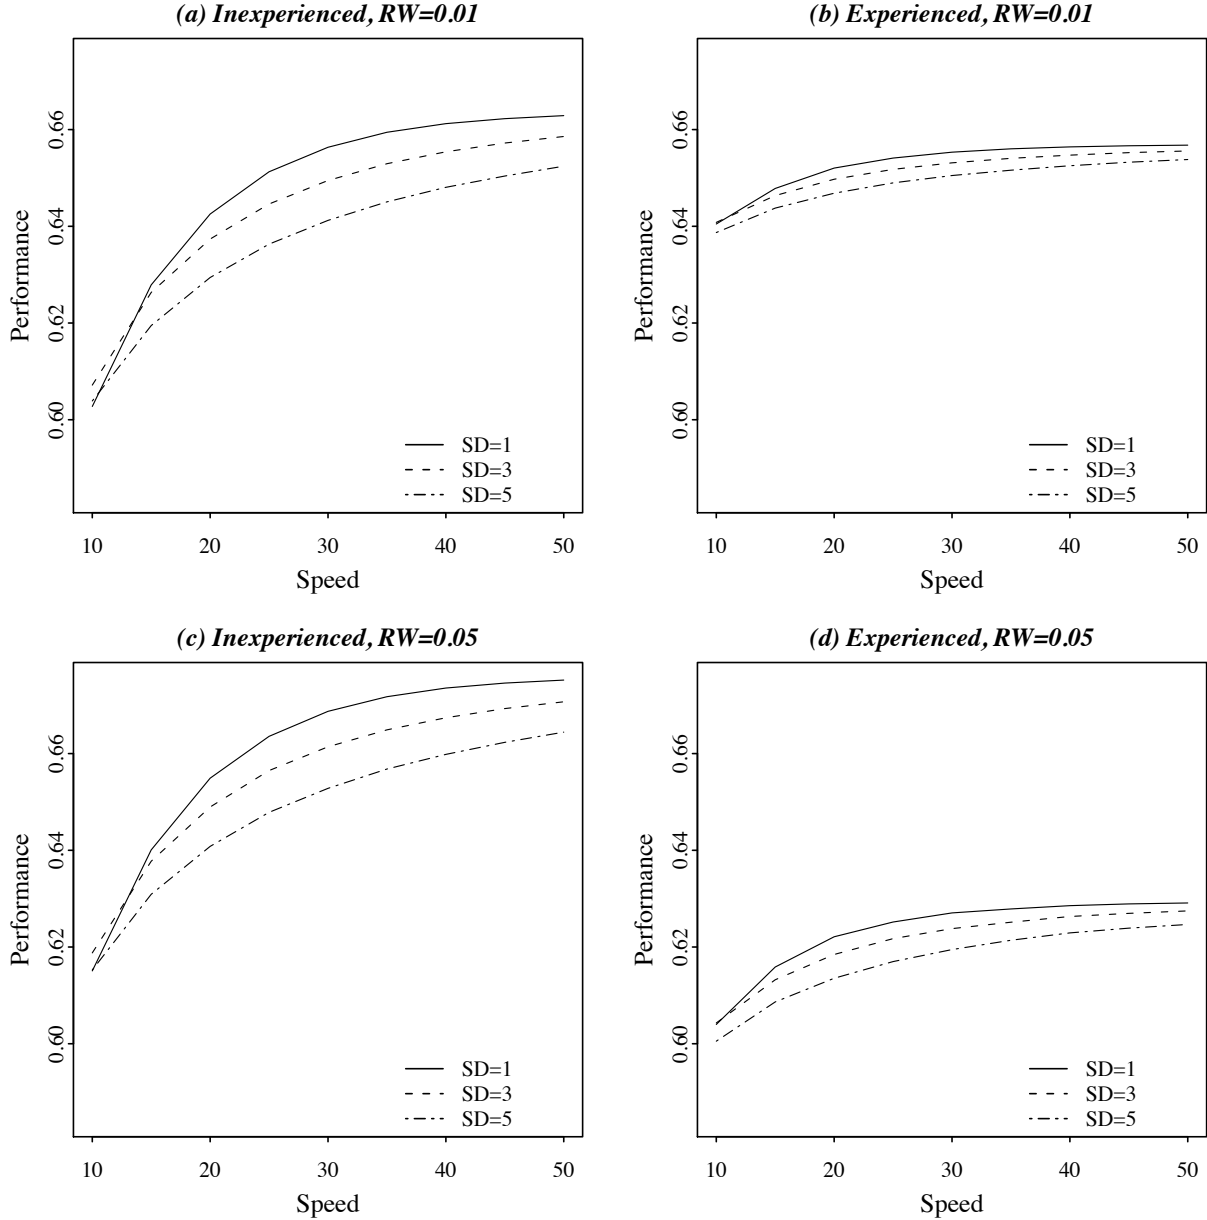 (a) Inexperienced, RW=0.01
Performance
0.66
0.64
0.62
0.60
SD=1
SD=3
SD=5
10 20 30 40 50
Speed
(b) Experienced, RW=0.01
Performance
0.66
0.64
0.62
0.60
SD=1
SD=3
SD=5
10 20 30 40 50
Speed
(c) Inexperienced, RW=0.05
Performance
0.66
0.64
0.62
0.60
SD=1
SD=3
SD=5
10 20 30 40 50
Speed
(d) Experienced, RW=0.05
Performance
0.66
0.64
0.62
0.60
SD=1
SD=3
SD=5
10 20 30 40 50
Speed